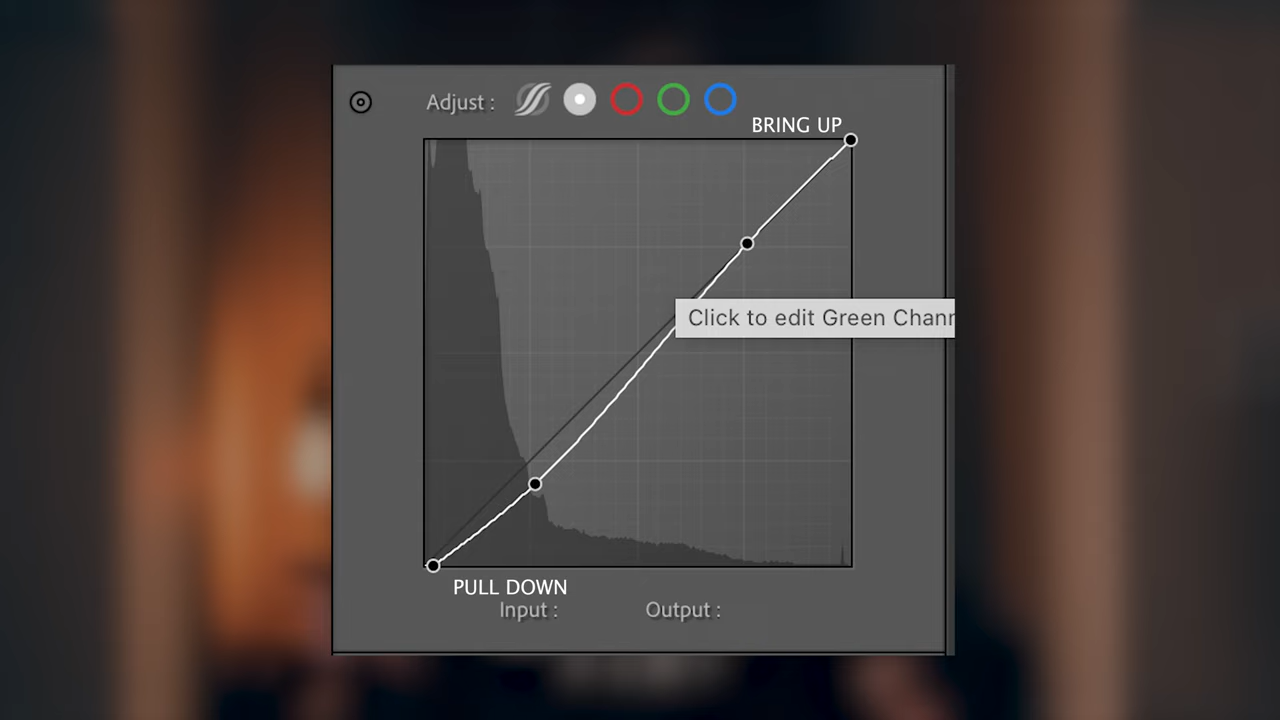 Adjust :
BRING UP
Click to edit Green Chann
PULL DOWN
Input :
Output :